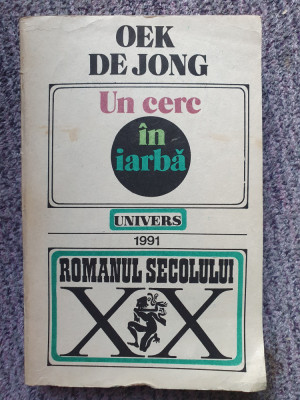 OEK
DE JONG
Un cerc
în
iarbă
UNIVERS
1991
ROMANUL SECOLULUI
XX